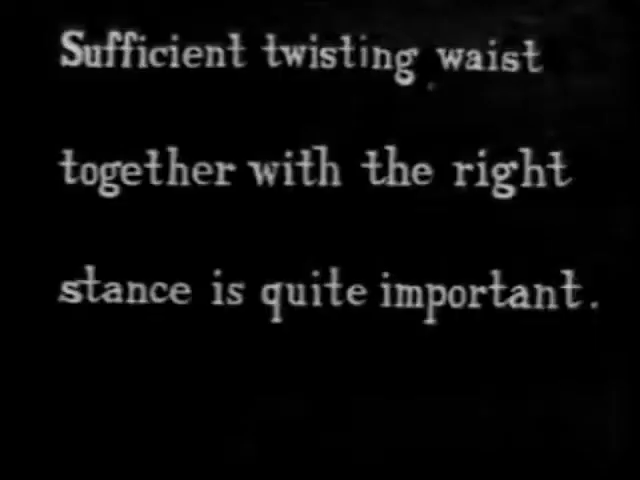 Sufficient twisting waist
together with the right
stance is quite important.